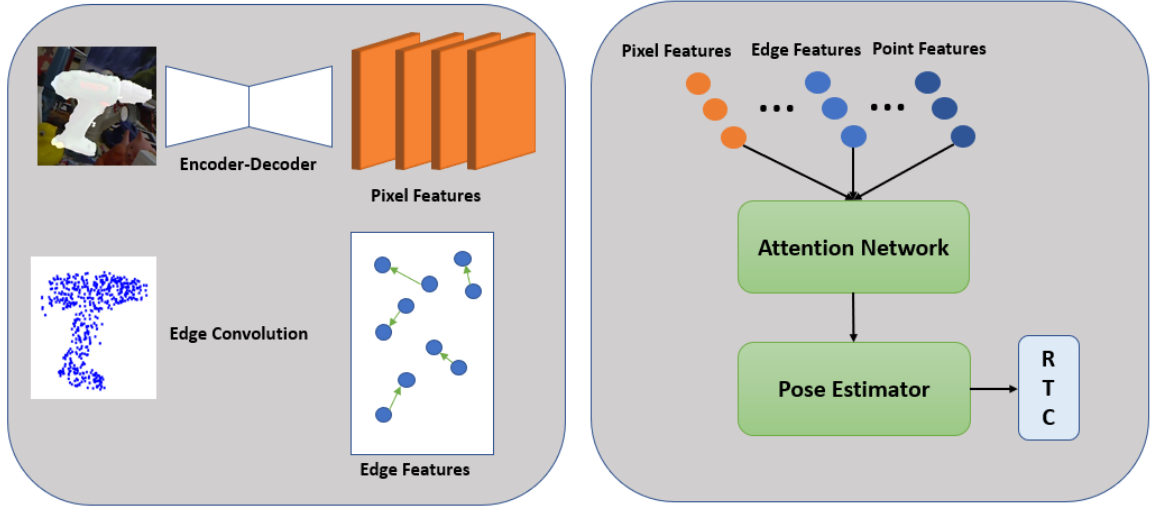 Encoder-Decoder
Pixel Features
Edge Convolution
Edge Features
Pixel Features
Edge Features
Point Features
Attention Network
Pose Estimator
R
T
C